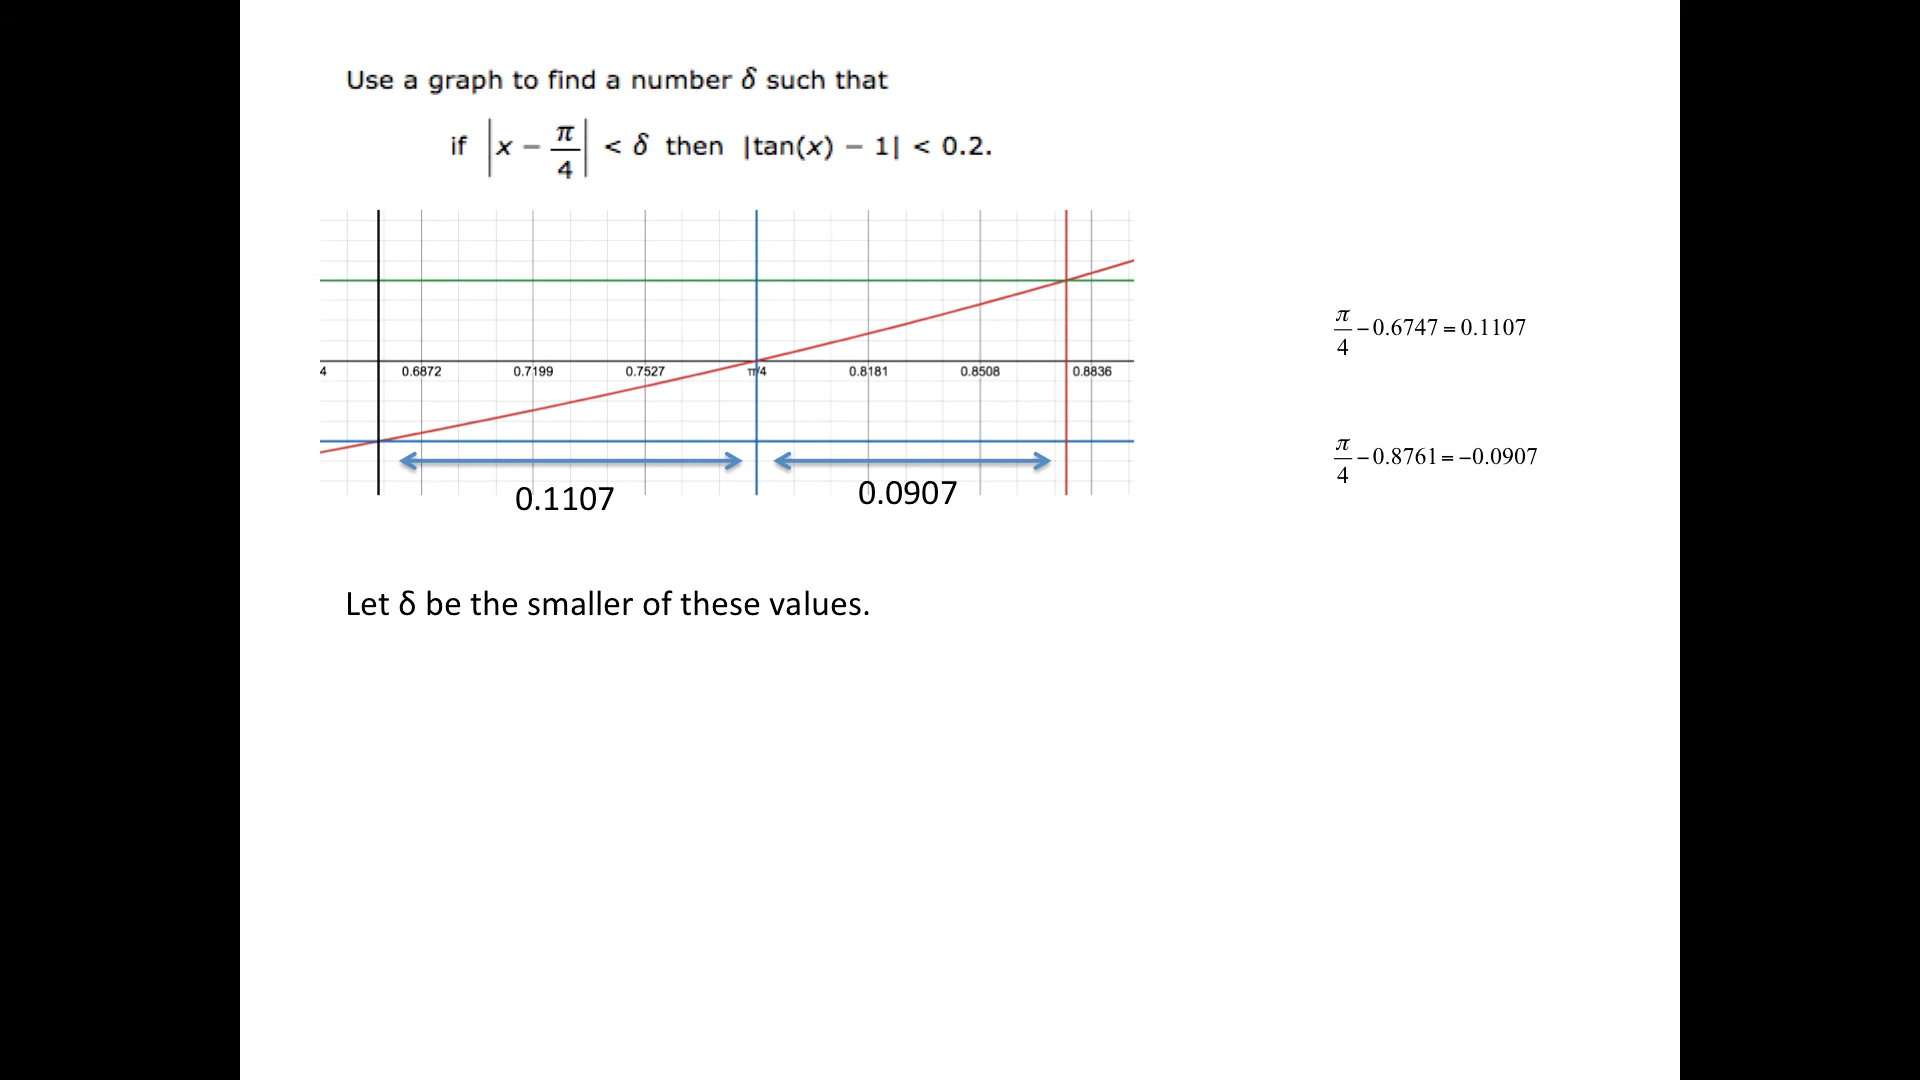 Use a graph to find a number δ such that
if |x − π/4| < δ then |tan(x) − 1| < 0.2.
4 0.6872 0.7199 0.7527 π/4 0.8181 0.8508 0.8836
0.1107 0.0907
π/4 − 0.6747 = 0.1107
π/4 − 0.8761 = −0.0907
Let δ be the smaller of these values.